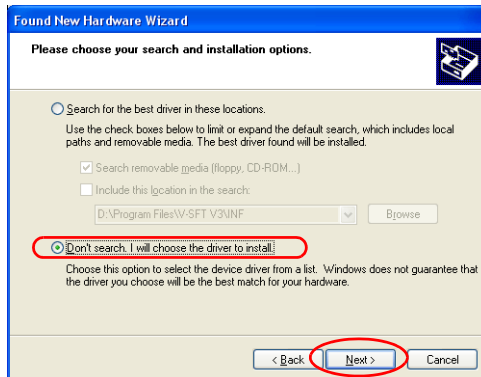 Found New Hardware Wizard
Please choose your search and installation options.
Search for the best driver in these locations.
Use the check boxes below to limit or expand the default search, which includes local
paths and removable media. The best driver found will be installed.
Search removable media (floppy, CD-ROM...)
Include this location in the search:
D:\Program Files\V-SFT V3\INF
Browse
Don't search. I will choose the driver to install.
Choose this option to select the device driver from a list. Windows does not guarantee that
the driver you choose will be the best match for your hardware.
< Back
Next >
Cancel